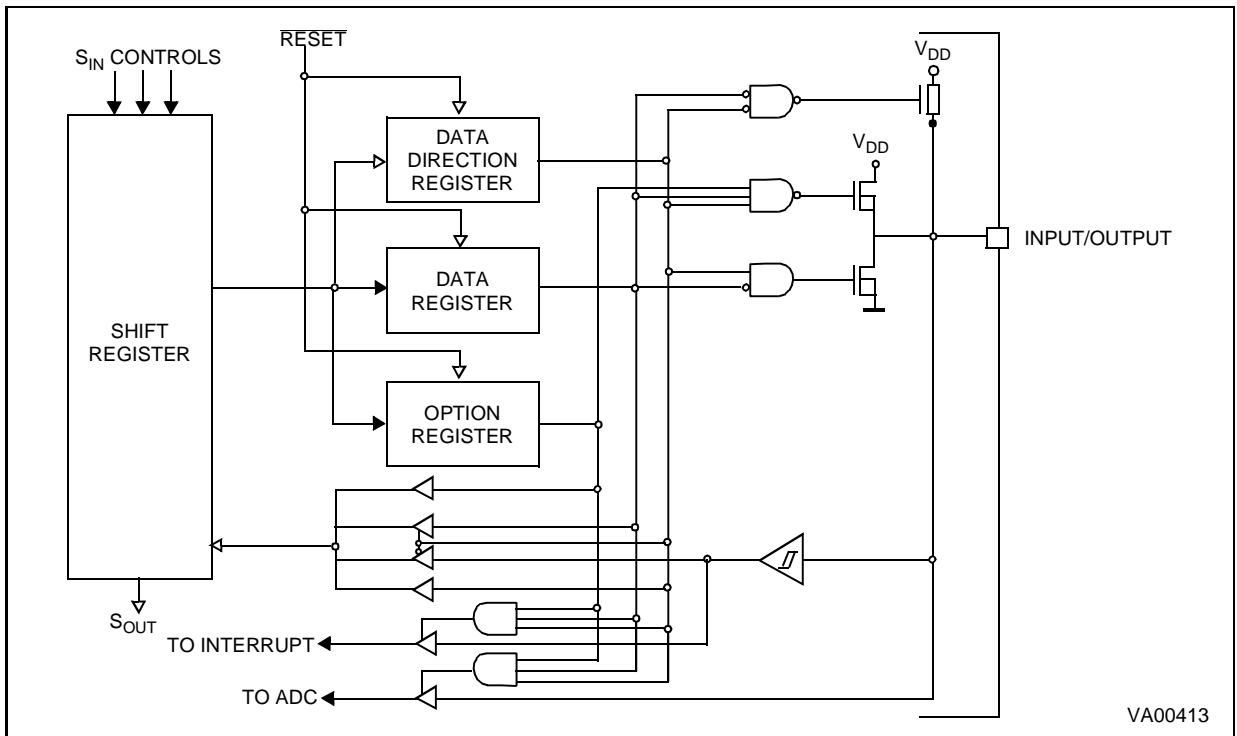 RESET
S_IN CONTROLS
V_DD
DATA
DIRECTION
REGISTER
V_DD
INPUT/OUTPUT
DATA
REGISTER
SHIFT
REGISTER
OPTION
REGISTER
S_OUT
TO INTERRUPT
TO ADC
VA00413